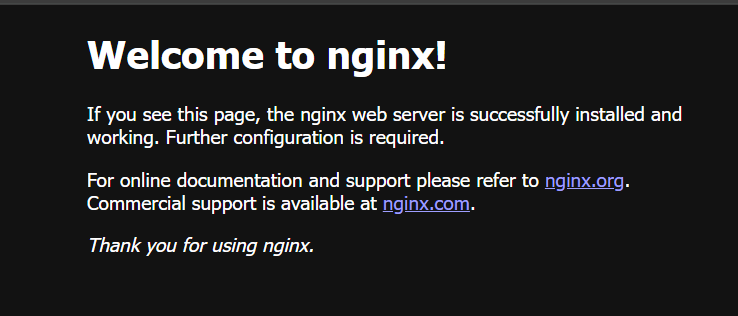 Welcome to nginx!
If you see this page, the nginx web server is successfully installed and
working. Further configuration is required.
For online documentation and support please refer to nginx.org.
Commercial support is available at nginx.com.
Thank you for using nginx.